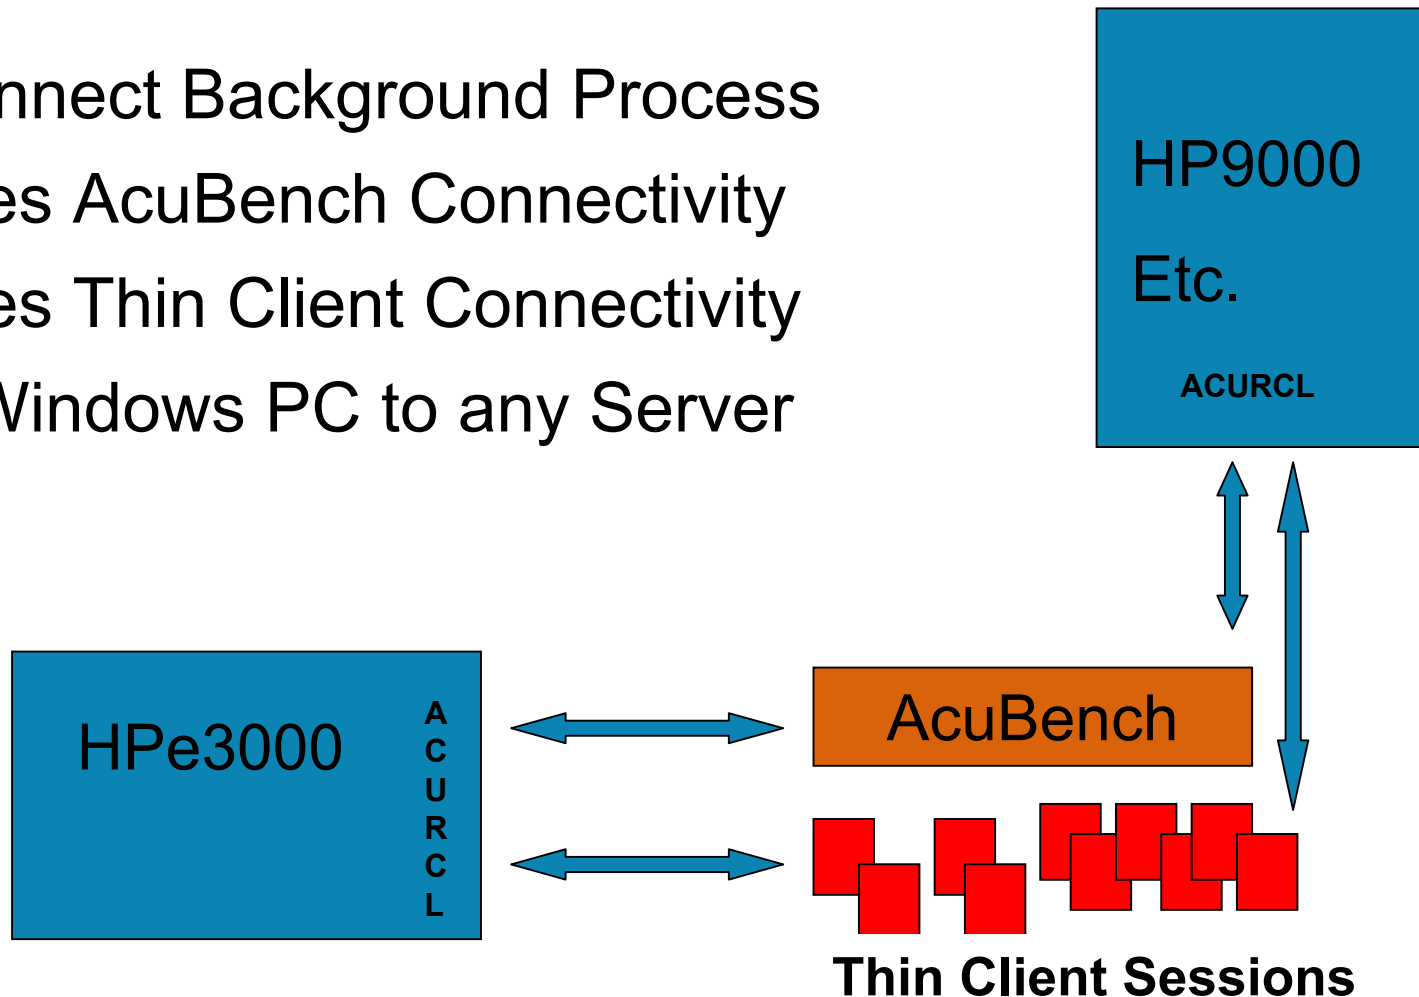 nnect Background Process
es AcuBench Connectivity
es Thin Client Connectivity
Windows PC to any Server
HP9000
Etc.
ACURCL
HPe3000
ACURCL
AcuBench
Thin Client Sessions